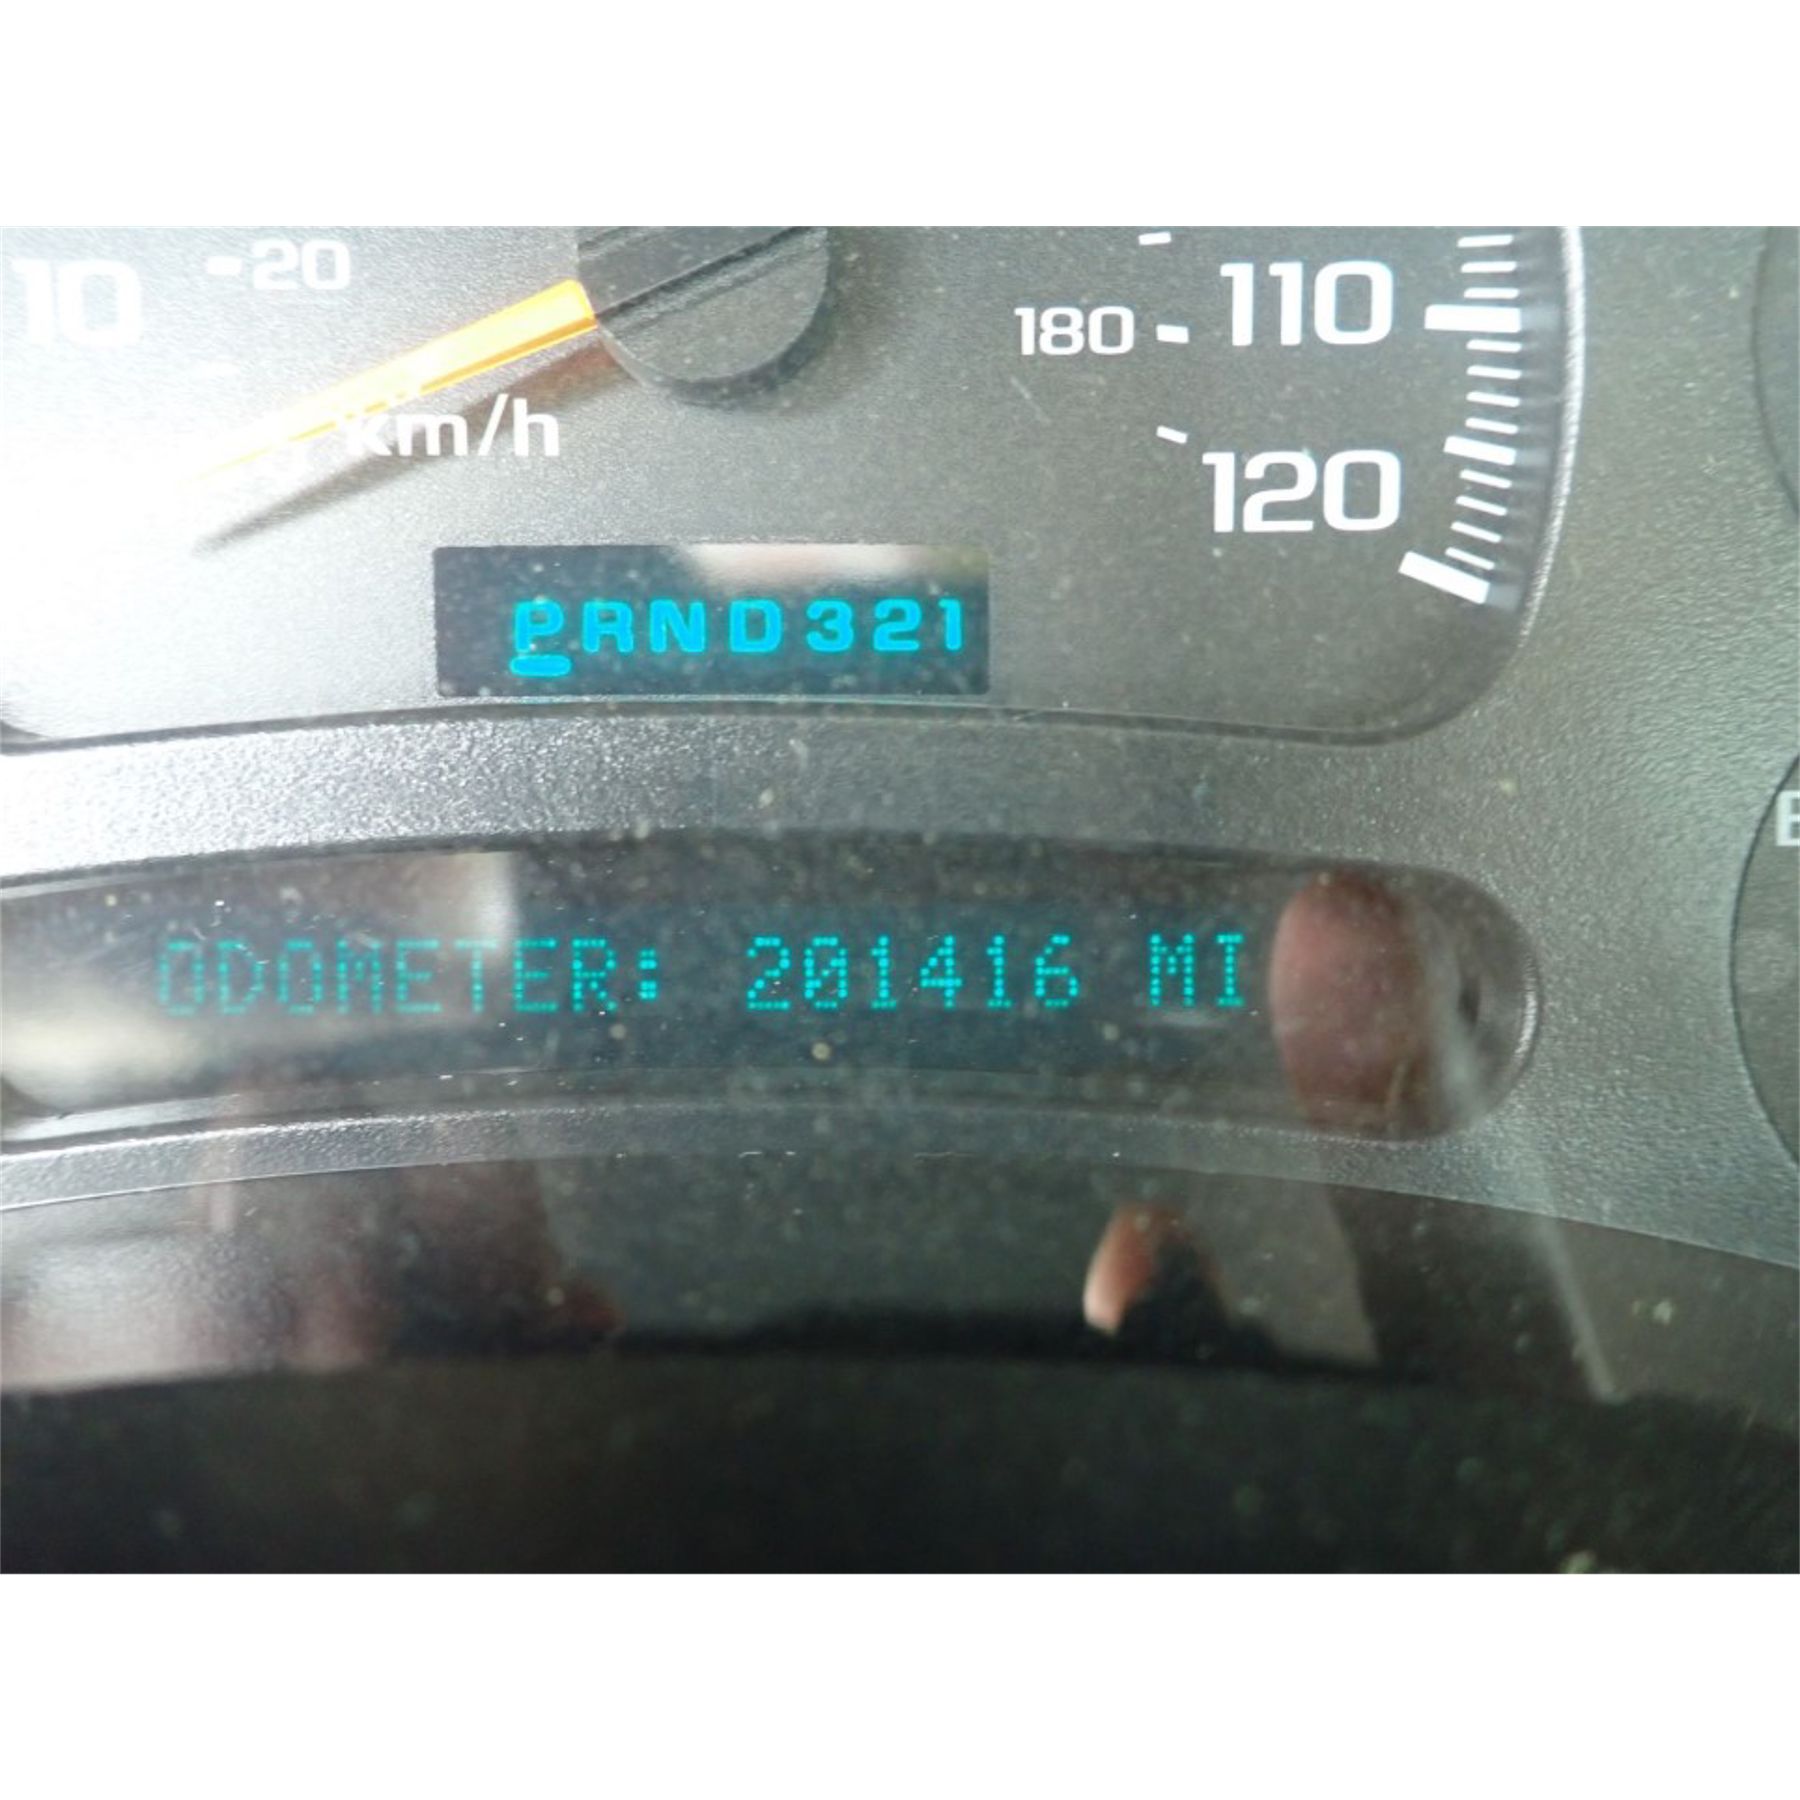 10 20
180 110
km/h
120
PRND321
E
ODOMETER: 201416 MI